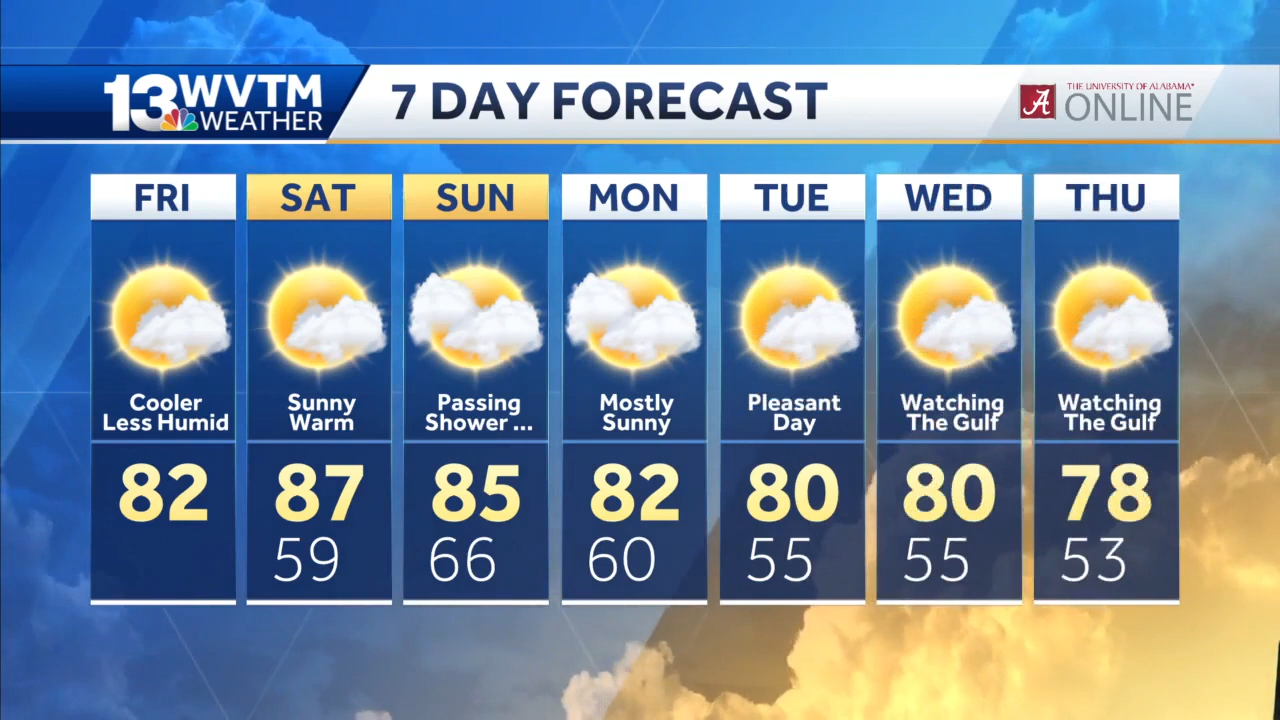 13 WVTM
WEATHER
7 DAY FORECAST
A
THE UNIVERSITY OF ALABAMA®
ONLINE
FRI
SAT
SUN
MON
TUE
WED
THU
Cooler
Less Humid
Sunny
Warm
Passing
Shower ...
Mostly
Sunny
Pleasant
Day
Watching
The Gulf
Watching
The Gulf
82
87
85
82
80
80
78
59
66
60
55
55
53